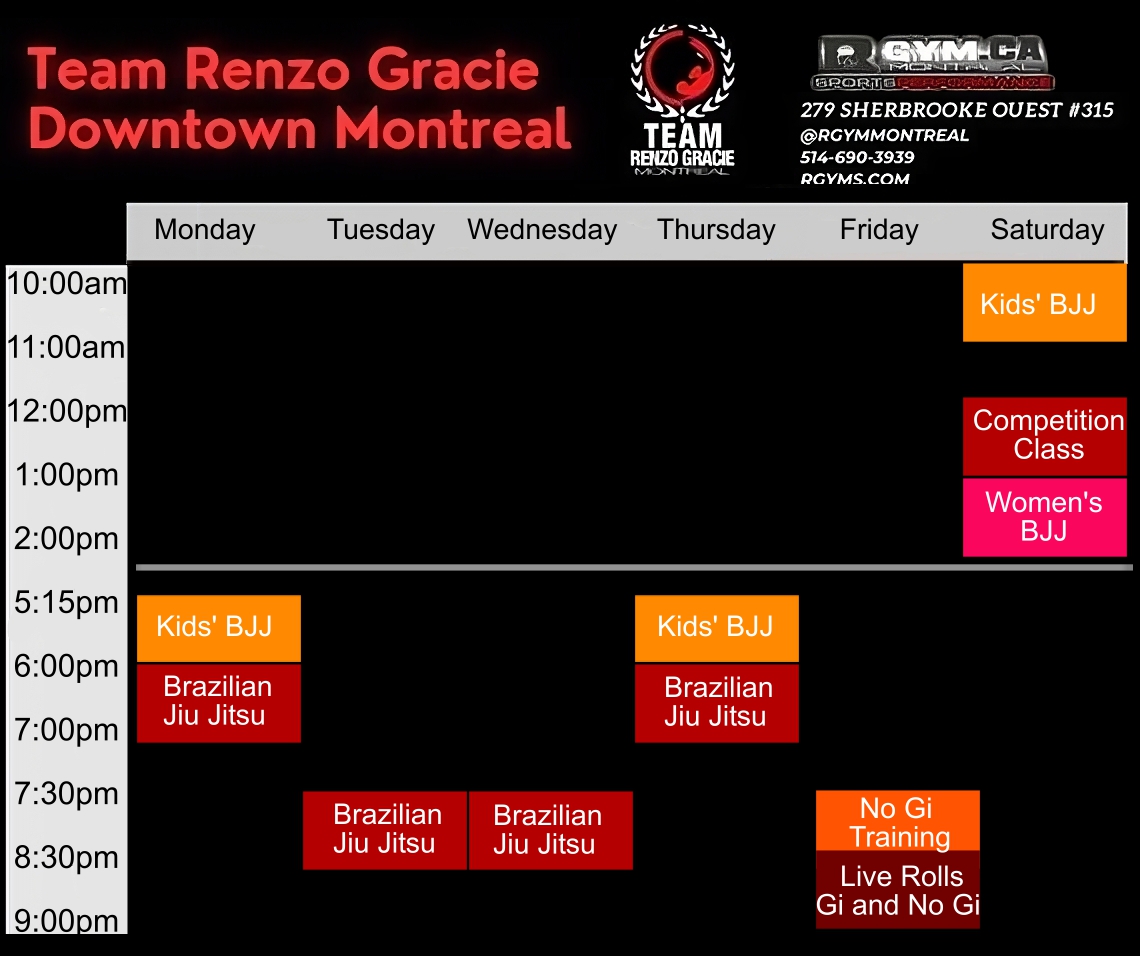 Team Renzo Gracie
Downtown Montreal
TEAM
RENZO GRACIE
MONTREAL
R GYM.CA
MONTREAL
SPORTS PERFORMANCE
279 SHERBROOKE OUEST #315
@RGYMMONTREAL
514-690-3939
RGYMS.COM
Monday Tuesday Wednesday Thursday Friday Saturday
10:00am
Kids' BJJ
11:00am
12:00pm
Competition
Class
1:00pm
Women's
BJJ
2:00pm
5:15pm
Kids' BJJ Kids' BJJ
6:00pm
Brazilian Brazilian
Jiu Jitsu Jiu Jitsu
7:00pm
7:30pm
Brazilian Brazilian No Gi
Jiu Jitsu Jiu Jitsu Training
8:30pm
Live Rolls
Gi and No Gi
9:00pm